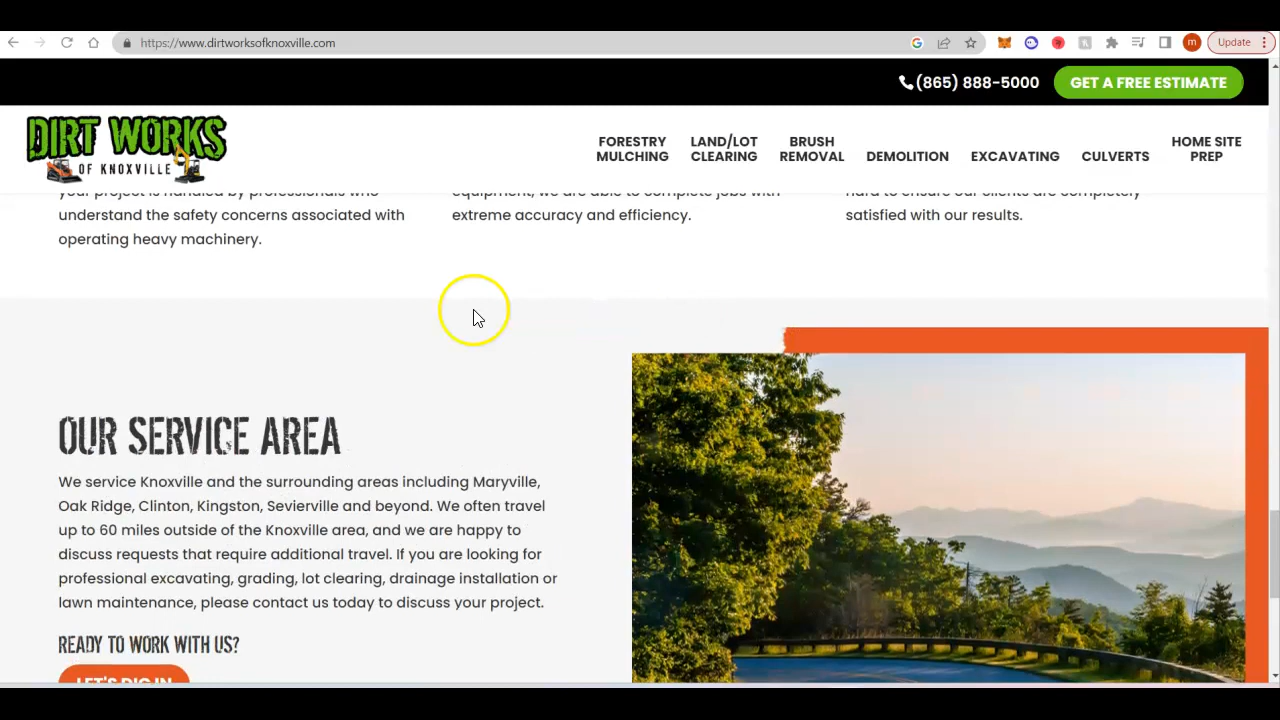 https://www.dirtworksofknoxville.com
m
Update
(865) 888-5000
GET A FREE ESTIMATE
DIRT WORKS
OF KNOXVILLE
FORESTRY
MULCHING
LAND/LOT
CLEARING
BRUSH
REMOVAL
DEMOLITION
EXCAVATING
CULVERTS
HOME SITE
PREP
your project is handled by professionals who
understand the safety concerns associated with
operating heavy machinery.
equipment, we are able to complete jobs with
extreme accuracy and efficiency.
hard to ensure our clients are completely
satisfied with our results.
OUR SERVICE AREA
We service Knoxville and the surrounding areas including Maryville,
Oak Ridge, Clinton, Kingston, Sevierville and beyond. We often travel
up to 60 miles outside of the Knoxville area, and we are happy to
discuss requests that require additional travel. If you are looking for
professional excavating, grading, lot clearing, drainage installation or
lawn maintenance, please contact us today to discuss your project.
READY TO WORK WITH US?
LET'S DIG IN